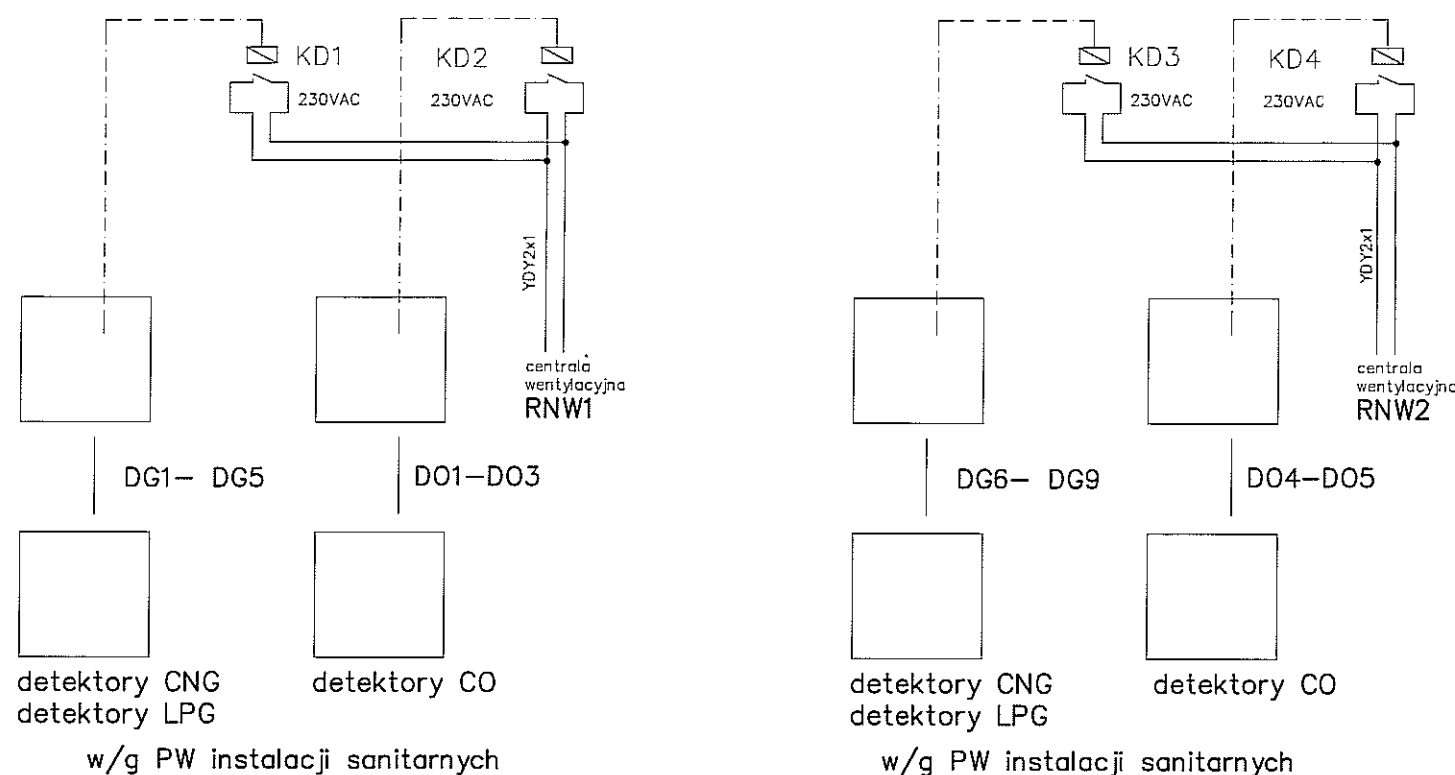 KD1
KD2
230VAC
230VAC
YDY2x1
centrala
wentylacyjna
RNW1
DG1- DG5
DO1-DO3
detektory CNG
detektory LPG
detektory CO
w/g PW instalacji sanitarnych
KD3
KD4
230VAC
230VAC
YDY2x1
centrala
wentylacyjna
RNW2
DG6- DG9
DO4-DO5
detektory CNG
detektory LPG
detektory CO
w/g PW instalacji sanitarnych